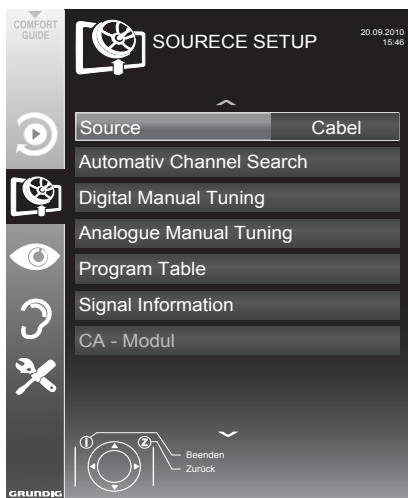 COMFORT
GUIDE
SOURECE SETUP
20.09.2010
15:46
Source Cabel
Automativ Channel Search
Digital Manual Tuning
Analogue Manual Tuning
Program Table
Signal Information
CA - Modul
Z
Beenden
Zurück
GRUNDIG